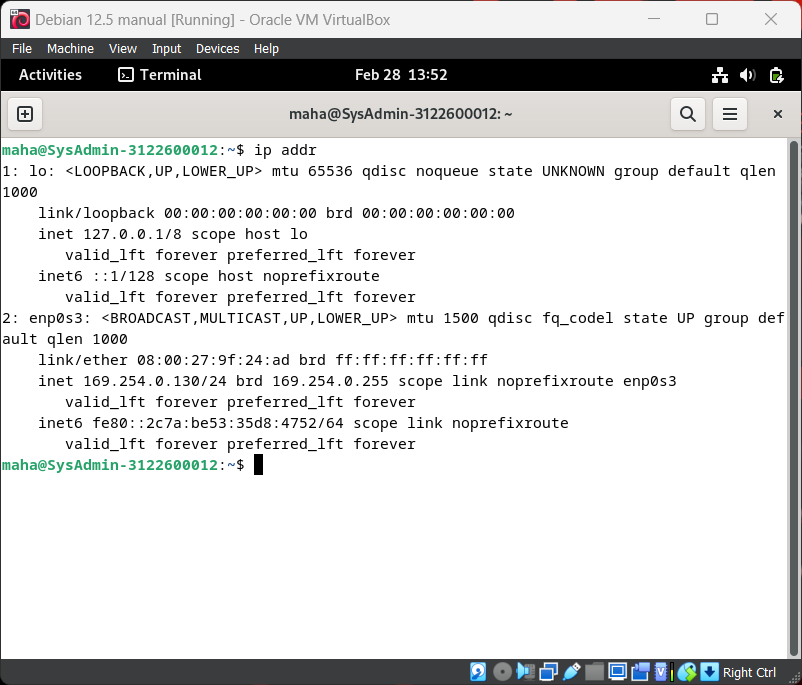 Debian 12.5 manual [Running] - Oracle VM VirtualBox
File Machine View Input Devices Help
Activities Terminal Feb 28 13:52
maha@SysAdmin-3122600012: ~
maha@SysAdmin-3122600012:~$ ip addr
1: lo: <LOOPBACK,UP,LOWER_UP> mtu 65536 qdisc noqueue state UNKNOWN group default qlen
1000
    link/loopback 00:00:00:00:00:00 brd 00:00:00:00:00:00
    inet 127.0.0.1/8 scope host lo
       valid_lft forever preferred_lft forever
    inet6 ::1/128 scope host noprefixroute
       valid_lft forever preferred_lft forever
2: enp0s3: <BROADCAST,MULTICAST,UP,LOWER_UP> mtu 1500 qdisc fq_codel state UP group def
ault qlen 1000
    link/ether 08:00:27:9f:24:ad brd ff:ff:ff:ff:ff:ff
    inet 169.254.0.130/24 brd 169.254.0.255 scope link noprefixroute enp0s3
       valid_lft forever preferred_lft forever
    inet6 fe80::2c7a:be53:35d8:4752/64 scope link noprefixroute
       valid_lft forever preferred_lft forever
maha@SysAdmin-3122600012:~$
Right Ctrl